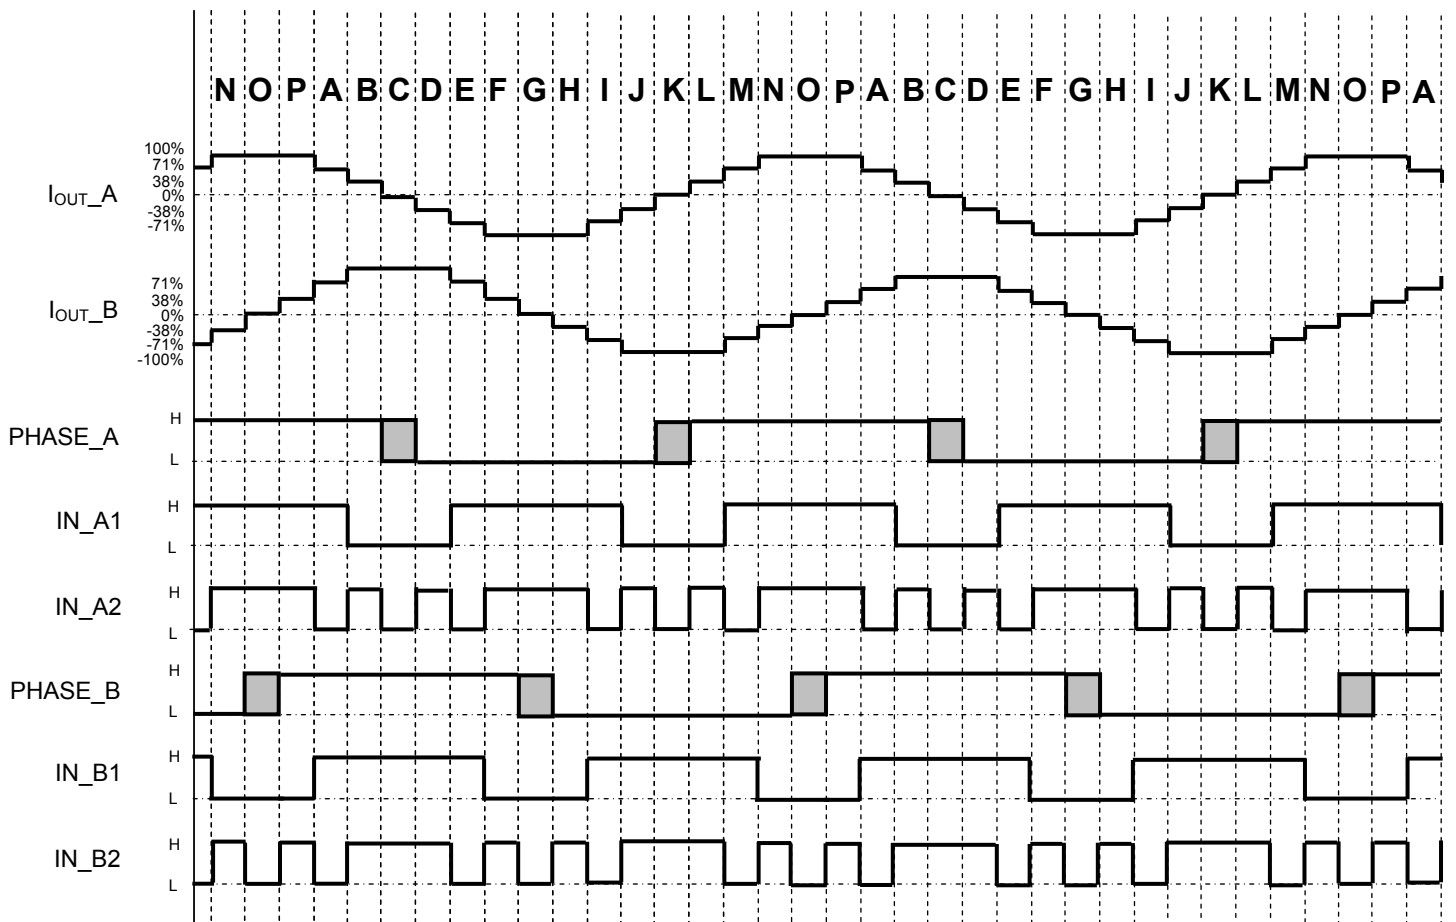 N O P A B C D E F G H I J K L M N O P A B C D E F G H I J K L M N O P A
100%
71%
38%
IOUT_A
0%
-38%
-71%
71%
38%
IOUT_B
0%
-38%
-71%
-100%
H
PHASE_A
L
H
IN_A1
L
H
IN_A2
L
H
PHASE_B
L
H
IN_B1
L
H
IN_B2
L